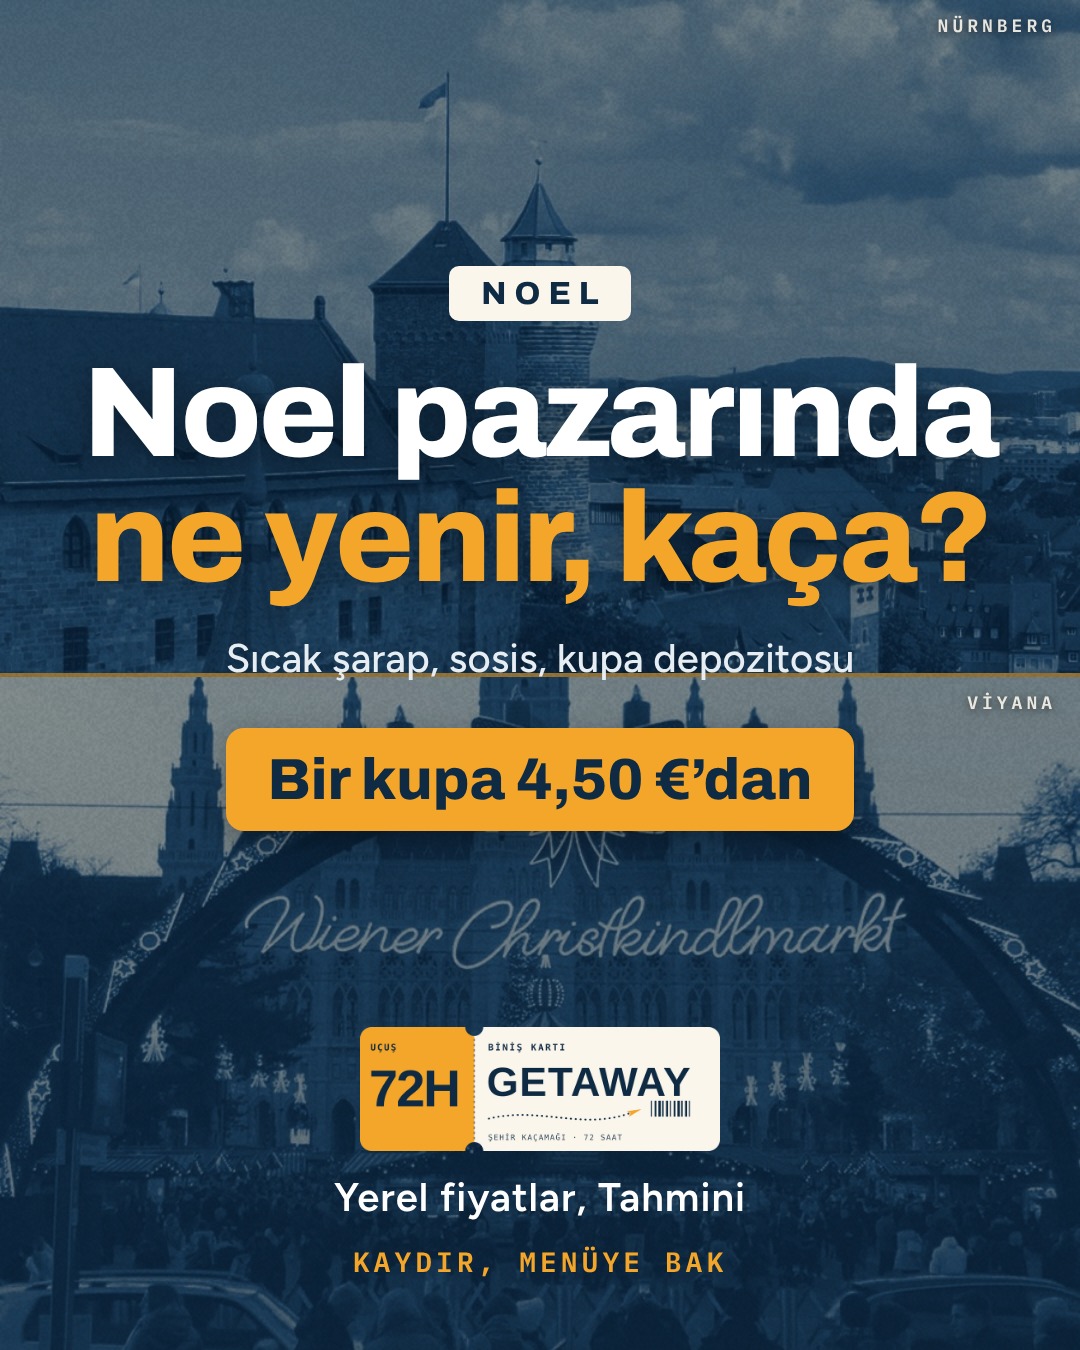 NÜRNBERG
NOEL
Noel pazarında
ne yenir, kaça?
Sıcak şarap, sosis, kupa depozitosu
VİYANA
Bir kupa 4,50 €’dan
Wiener Christkindlmarkt
UÇUŞ
72H
BİNİŞ KARTI
GETAWAY
ŞEHİR KAÇAMAĞI · 72 SAAT
Yerel fiyatlar, Tahmini
KAYDIR, MENÜYE BAK